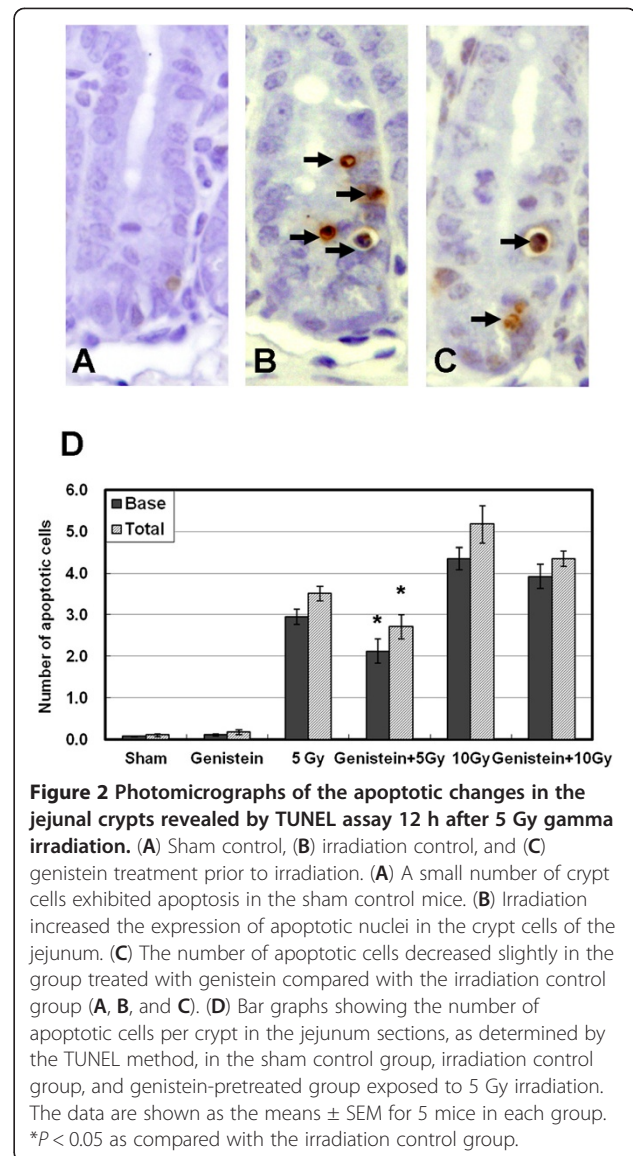 A
B
C
D
6.0
5.0
4.0
3.0
2.0
1.0
0.0
Number of apoptotic cells
Base
Total
*
*
Sham Genistein 5 Gy Genistein+5Gy 10Gy Genistein+10Gy
Figure 2 Photomicrographs of the apoptotic changes in the
jejunal crypts revealed by TUNEL assay 12 h after 5 Gy gamma
irradiation. (A) Sham control, (B) irradiation control, and (C)
genistein treatment prior to irradiation. (A) A small number of crypt
cells exhibited apoptosis in the sham control mice. (B) Irradiation
increased the expression of apoptotic nuclei in the crypt cells of the
jejunum. (C) The number of apoptotic cells decreased slightly in the
group treated with genistein compared with the irradiation control
group (A, B, and C). (D) Bar graphs showing the number of
apoptotic cells per crypt in the jejunum sections, as determined by
the TUNEL method, in the sham control group, irradiation control
group, and genistein-pretreated group exposed to 5 Gy irradiation.
The data are shown as the means ± SEM for 5 mice in each group.
*P < 0.05 as compared with the irradiation control group.